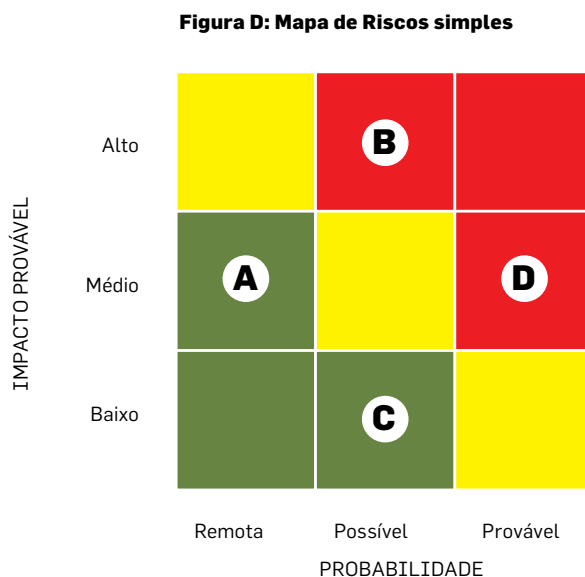 Figura D: Mapa de Riscos simples
IMPACTO PROVÁVEL
Alto
B
Médio
A
D
Baixo
C
Remota
Possível
Provável
PROBABILIDADE